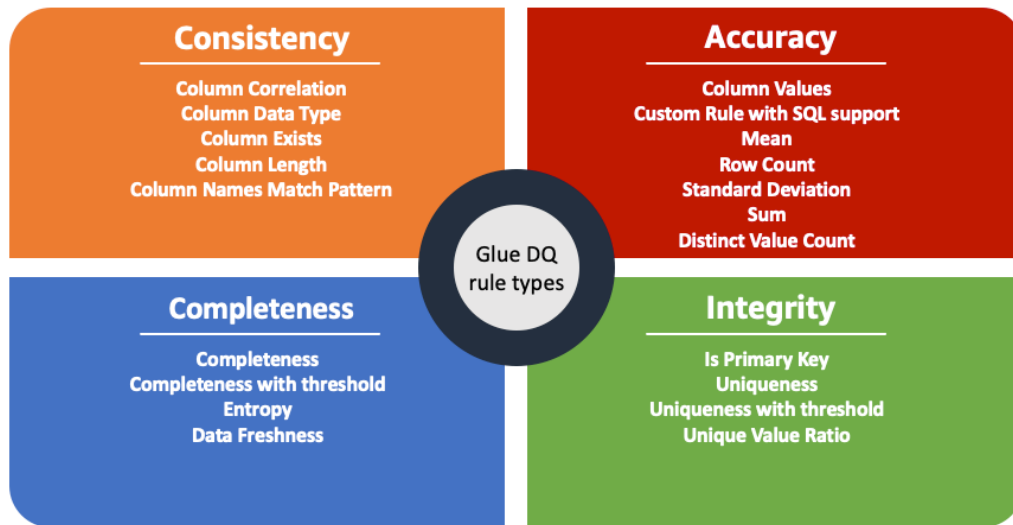 Consistency
Column Correlation
Column Data Type
Column Exists
Column Length
Column Names Match Pattern
Accuracy
Column Values
Custom Rule with SQL support
Mean
Row Count
Standard Deviation
Sum
Distinct Value Count
Glue DQ
rule types
Completeness
Completeness
Completeness with threshold
Entropy
Data Freshness
Integrity
Is Primary Key
Uniqueness
Uniqueness with threshold
Unique Value Ratio